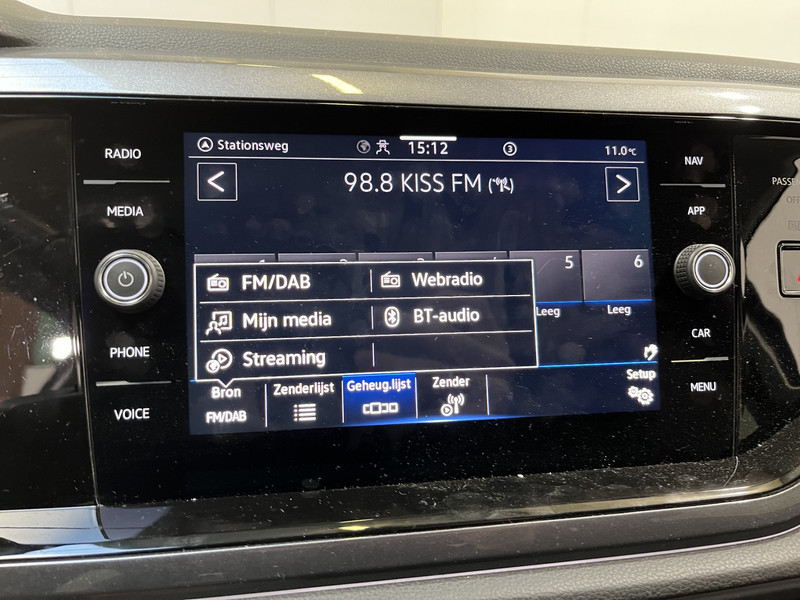 RADIO
MEDIA
PHONE
VOICE
Stationsweg
15:12
3
11.0°C
98.8 KISS FM
5
6
Leeg
Leeg
FM/DAB
Webradio
Mijn media
BT-audio
Streaming
Bron
FM/DAB
Zenderlijst
Geheug.lijst
Zender
Setup
NAV
APP
CAR
MENU